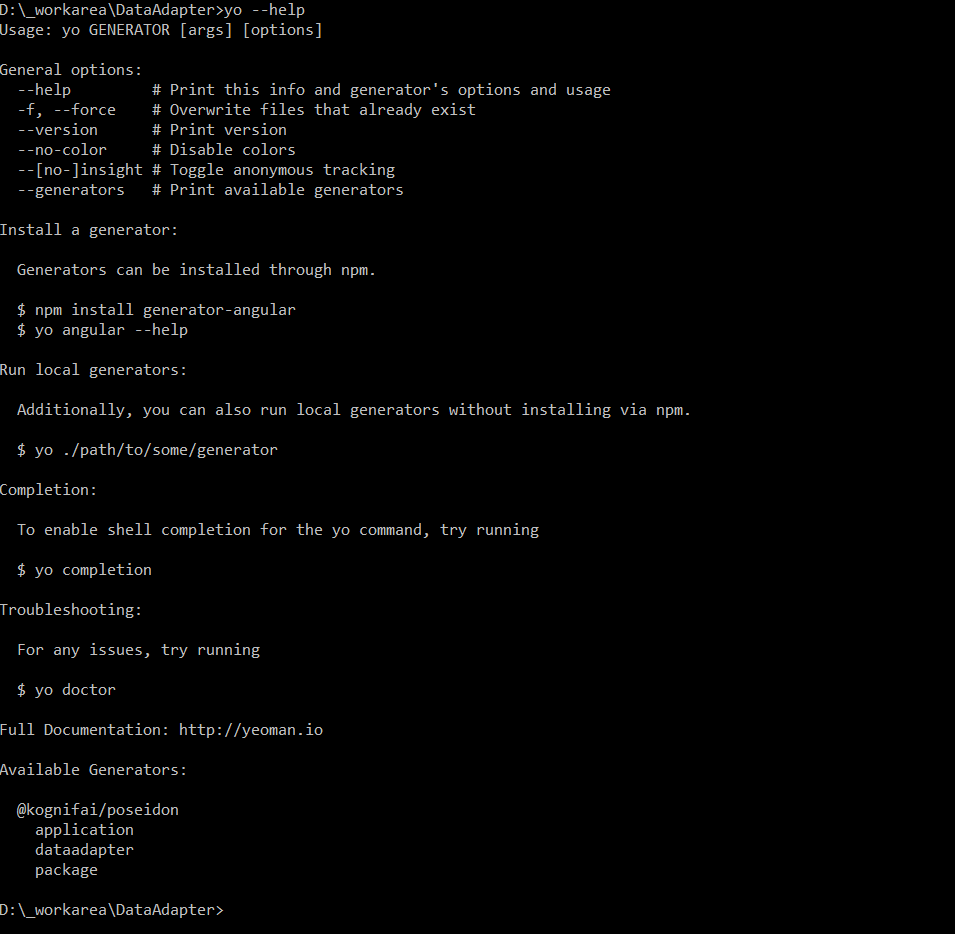 D:\_workarea\DataAdapter>yo --help
Usage: yo GENERATOR [args] [options]
General options:
--help # Print this info and generator's options and usage
-f, --force # Overwrite files that already exist
--version # Print version
--no-color # Disable colors
--[no-]insight # Toggle anonymous tracking
--generators # Print available generators
Install a generator:
Generators can be installed through npm.
$ npm install generator-angular
$ yo angular --help
Run local generators:
Additionally, you can also run local generators without installing via npm.
$ yo ./path/to/some/generator
Completion:
To enable shell completion for the yo command, try running
$ yo completion
Troubleshooting:
For any issues, try running
$ yo doctor
Full Documentation: http://yeoman.io
Available Generators:
@kognifai/poseidon
application
dataadapter
package
D:\_workarea\DataAdapter>